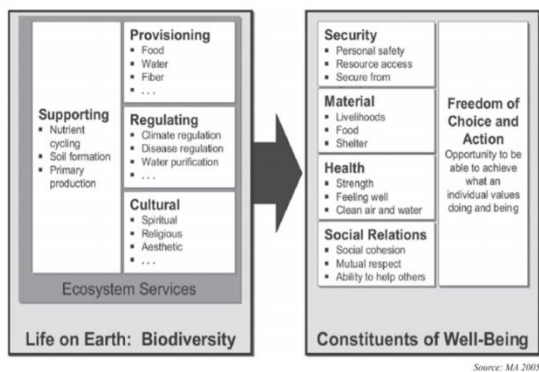 Provisioning
▪ Food
▪ Water
▪ Fiber
▪ . . .
Supporting
▪ Nutrient
cycling
▪ Soil formation
▪ Primary
production
Regulating
▪ Climate regulation
▪ Disease regulation
▪ Water purification
▪ . . .
Cultural
▪ Spiritual
▪ Religious
▪ Aesthetic
▪ . . .
Ecosystem Services
Life on Earth: Biodiversity
Security
▪ Personal safety
▪ Resource access
▪ Secure from
Material
▪ Livelihoods
▪ Food
▪ Shelter
Health
▪ Strength
▪ Feeling well
▪ Clean air and water
Social Relations
▪ Social cohesion
▪ Mutual respect
▪ Ability to help others
Freedom of
Choice and
Action
Opportunity to be
able to achieve
what an
individual values
doing and being
Constituents of Well-Being
Source: MA 2005